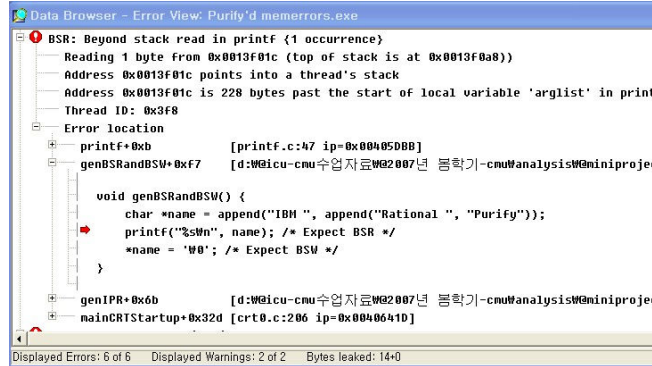 Data Browser - Error View: Purify'd memerrors.exe
BSR: Beyond stack read in printf {1 occurrence}
Reading 1 byte from 0x0013f01c (top of stack is at 0x0013f0a8))
Address 0x0013f01c points into a thread's stack
Address 0x0013f01c is 228 bytes past the start of local variable 'arglist' in print
Thread ID: 0x3f8
Error location
printf+0xb [printf.c:47 ip=0x00405DBB]
genBSRandBSW+0xf7 [d:₩@icu-cmu수업자료₩@2007년 봄학기-cmu₩analysis₩@miniproje
void genBSRandBSW() {
char *name = append("IBM ", append("Rational ", "Purify"));
printf("%s₩n", name); /* Expect BSR */
*name = '₩0'; /* Expect BSW */
}
genIPR+0x6b [d:₩@icu-cmu수업자료₩@2007년 봄학기-cmu₩analysis₩@miniproje
mainCRTStartup+0x32d [crt0.c:206 ip=0x0040641D]
Displayed Errors: 6 of 6 Displayed Warnings: 2 of 2 Bytes leaked: 14+0